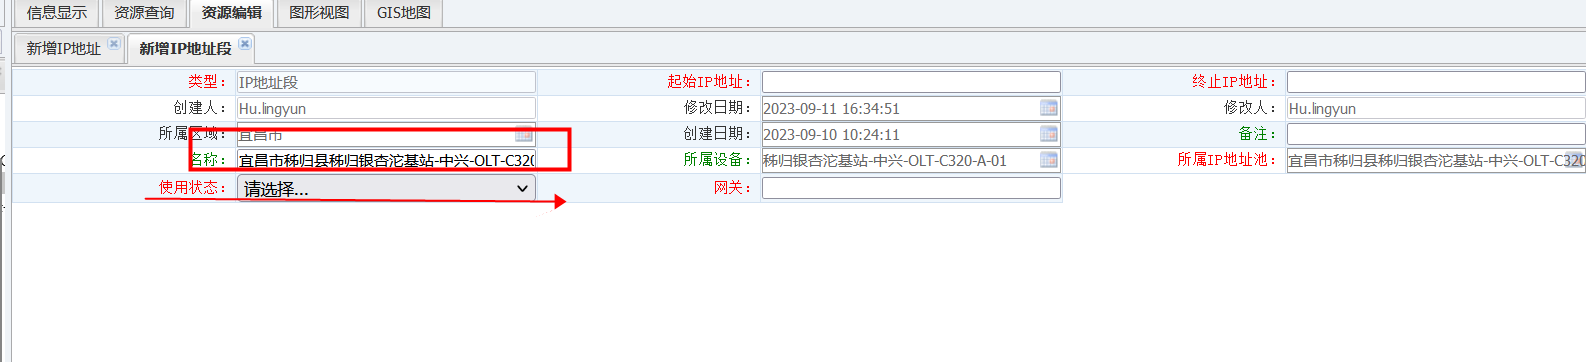 信息显示 资源查询 资源编辑 图形视图 GIS地图
新增IP地址 新增IP地址段
类型： IP地址段 起始IP地址： 终止IP地址：
创建人： Hu.lingyun 修改日期： 2023-09-11 16:34:51 修改人： Hu.lingyun
所属区域： 宜昌市 创建日期： 2023-09-10 10:24:11 备注：
名称： 宜昌市秭归县秭归银杏沱基站-中兴-OLT-C320 所属设备： 秭归银杏沱基站-中兴-OLT-C320-A-01 所属IP地址池： 宜昌市秭归县秭归银杏沱基站-中兴-OLT-C320
使用状态： 请选择... 网关：